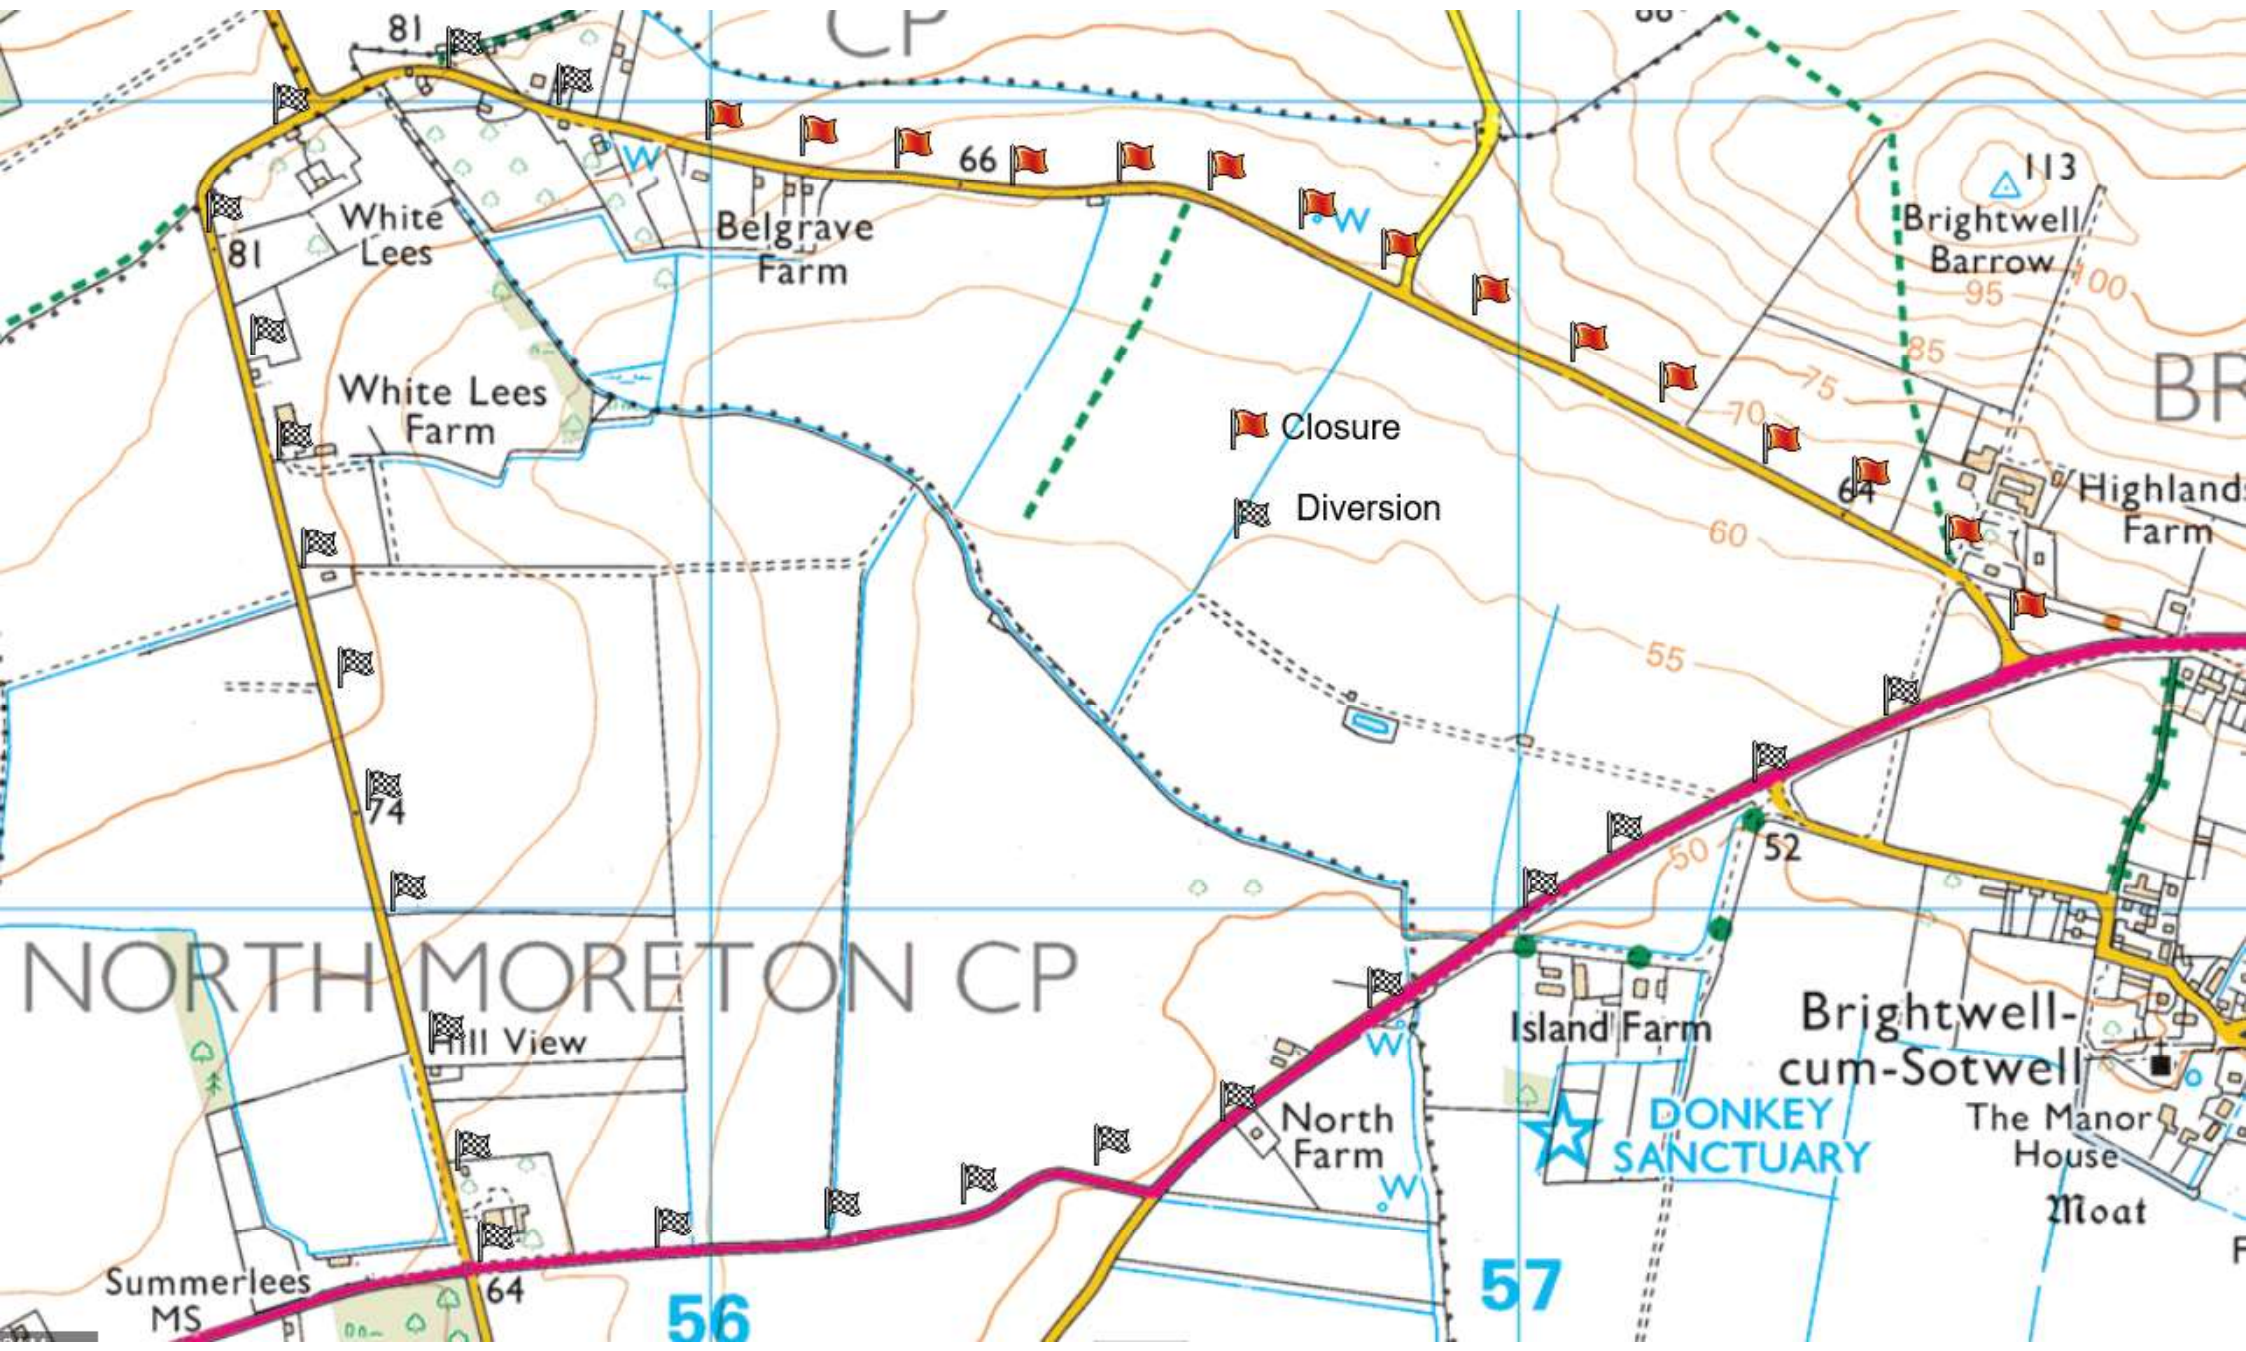 CP
81
W
66
113
White
Lees
81
Belgrave
Farm
W
Brightwell
Barrow
100
95
85
75
70
BR
White Lees
Farm
Closure
Diversion
64
Highland
Farm
60
55
74
50
52
NORTH MORETON CP
Hill View
W
Island Farm
Brightwell-
cum-Sotwell
North
Farm
DONKEY
SANCTUARY
The Manor
House
Moat
W
Summerlees
MS
64
56
57
F